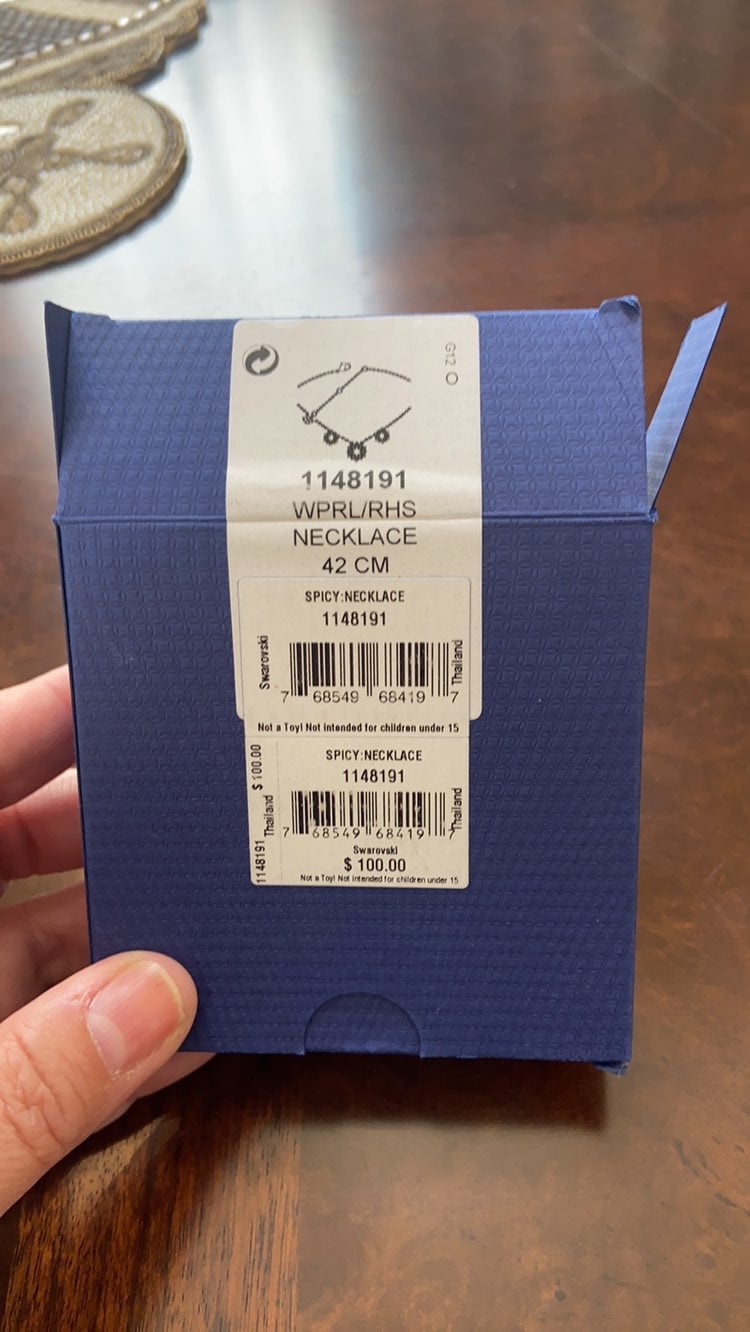 G12
1148191
WPRL/RHS
NECKLACE
42 CM
SPICY:NECKLACE
1148191
Swarovski
Thailand
7 68549 68419 7
Not a Toy! Not intended for children under 15
SPICY:NECKLACE
1148191
1148191 Thailand $100.00
Thailand
7 68549 68419 7
Swarovski
$ 100.00
Not a Toy! Not intended for children under 15